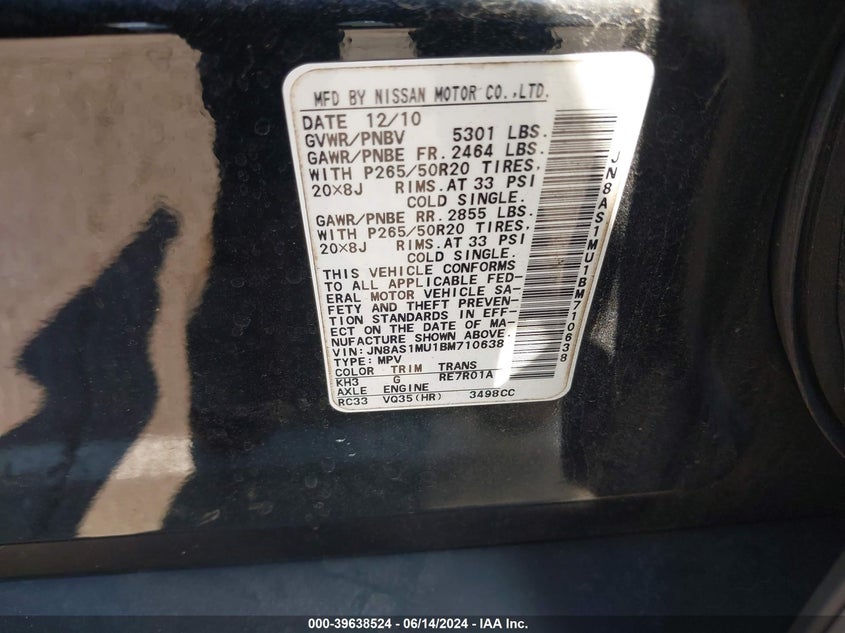 MFD BY NISSAN MOTOR CO.,LTD.
DATE 12/10
GVWR/PNBV 5301 LBS.
GAWR/PNBE FR. 2464 LBS.
WITH P265/50R20 TIRES,
20×8J RIMS.AT 33 PSI
COLD SINGLE.
GAWR/PNBE RR. 2855 LBS.
WITH P265/50R20 TIRES,
20×8J RIMS.AT 33 PSI
COLD SINGLE.
THIS VEHICLE CONFORMS
TO ALL APPLICABLE FED-
ERAL MOTOR VEHICLE SA-
FETY AND THEFT PREVEN-
TION STANDARDS IN EFF-
ECT ON THE DATE OF MA-
NUFACTURE SHOWN ABOVE.
VIN: JN8AS1MU1BM710638
TYPE: MPV
COLOR TRIM TRANS
KH3 G RE7R01A
AXLE ENGINE
RC33 VQ35(HR) 3498CC
JN8AS1MU1BM710638
000-39638524 / 06/14/2024 / IAA Inc.